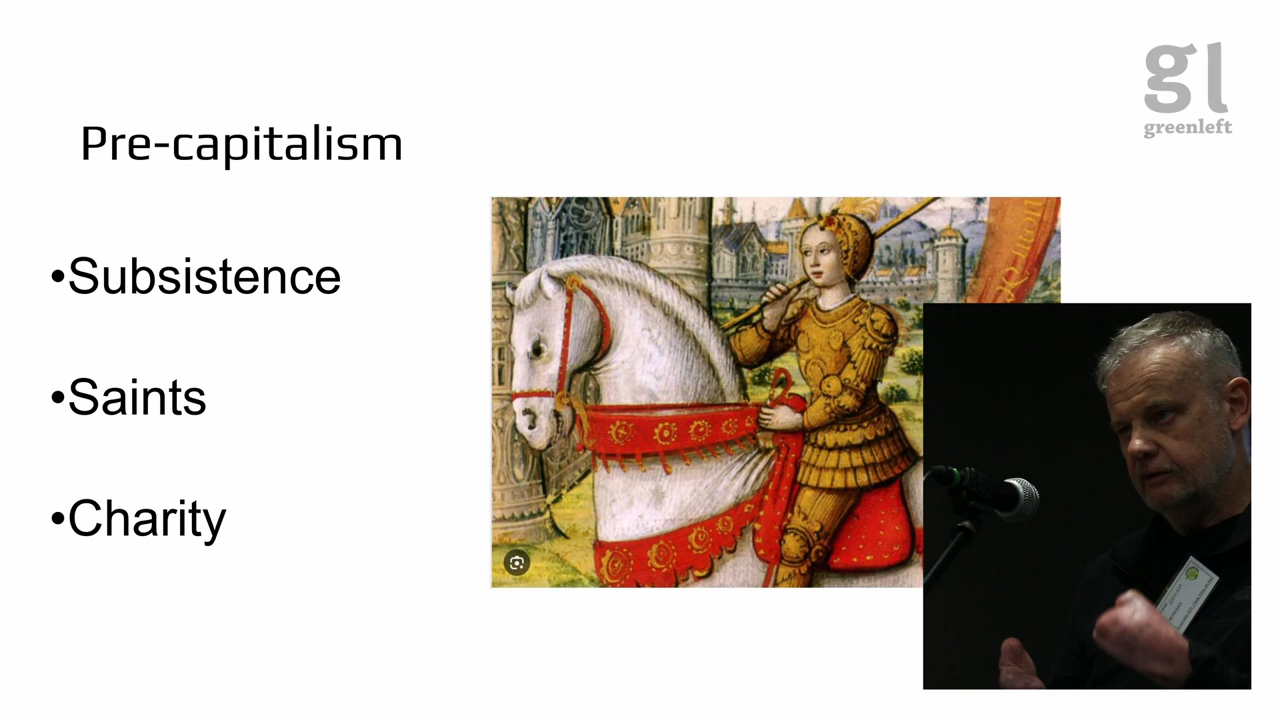 gl
greenleft
Pre-capitalism
•Subsistence
•Saints
•Charity